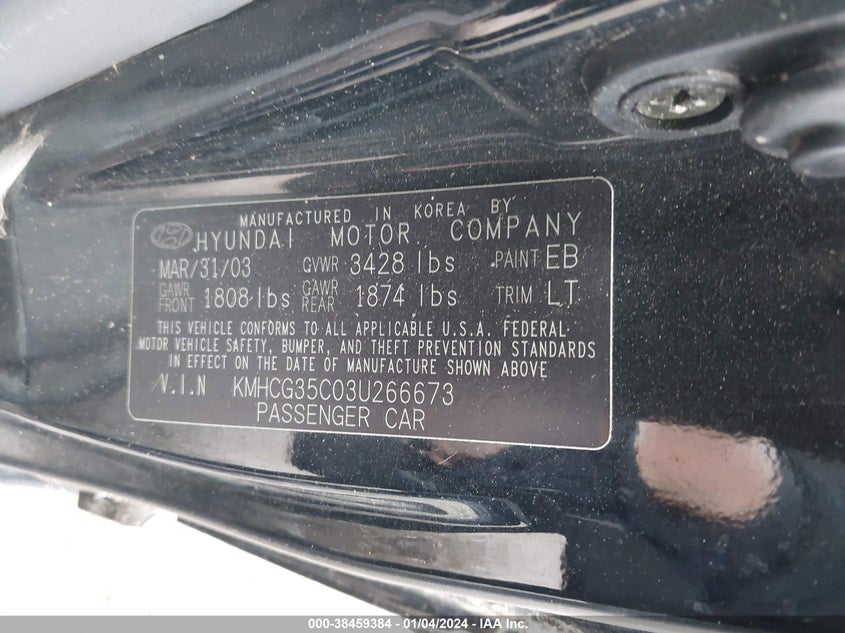 MANUFACTURED IN KOREA BY
HYUNDAI MOTOR COMPANY
MAR/31/03 GVWR 3428 lbs PAINT EB
GAWR FRONT 1808 lbs GAWR REAR 1874 lbs TRIM LT
THIS VEHICLE CONFORMS TO ALL APPLICABLE U.S.A. FEDERAL
MOTOR VEHICLE SAFETY, BUMPER, AND THEFT PREVENTION STANDARDS
IN EFFECT ON THE DATE OF MANUFACTURE SHOWN ABOVE
V.I.N KMHCG35C03U266673
PASSENGER CAR
000-38459384 - 01/04/2024 - IAA Inc.